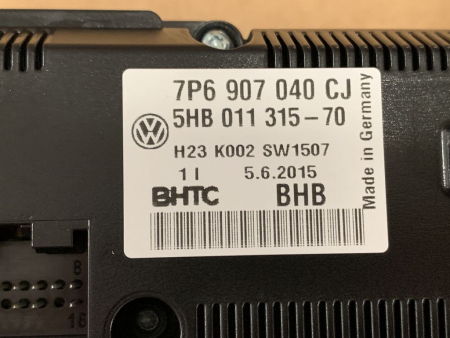 7P6 907 040 CJ
5HB 011 315-70
H23 K002 SW1507
1 I 5.6.2015
BHTC BHB
Made in Germany
8
16